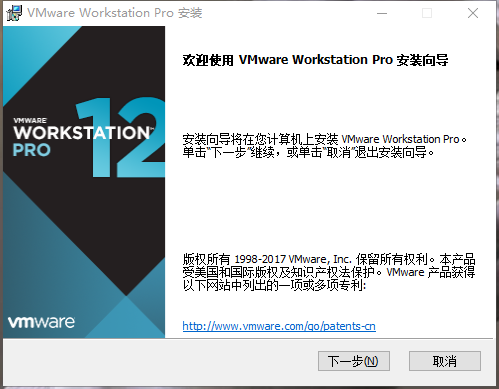 VMware Workstation Pro 安装
欢迎使用 VMware Workstation Pro 安装向导
VMWARE
WORKSTATION
PRO 12
安装向导将在您计算机上安装 VMware Workstation Pro。
单击“下一步”继续，或单击“取消”退出安装向导。
版权所有 1998-2017 VMware, Inc. 保留所有权利。本产品
受美国和国际版权及知识产权法保护。VMware 产品获得
以下网站中列出的一项或多项专利:
vmware
http://www.vmware.com/go/patents-cn
下一步(N)
取消